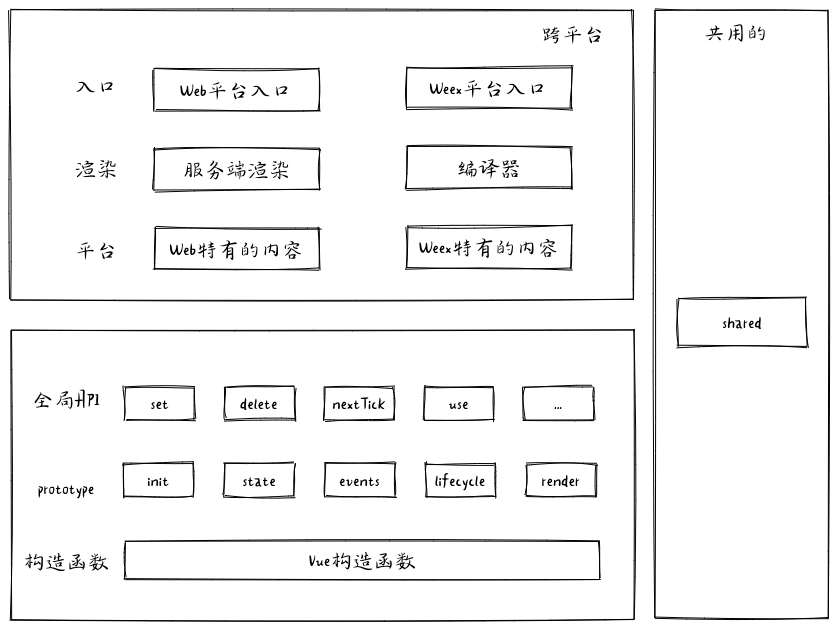 跨平台
入口 Web平台入口 Weex平台入口
渲染 服务端渲染 编译器
平台 Web特有的内容 Weex特有的内容
共用的
shared
全局API set delete nextTick use ...
prototype init state events lifecycle render
构造函数 Vue构造函数